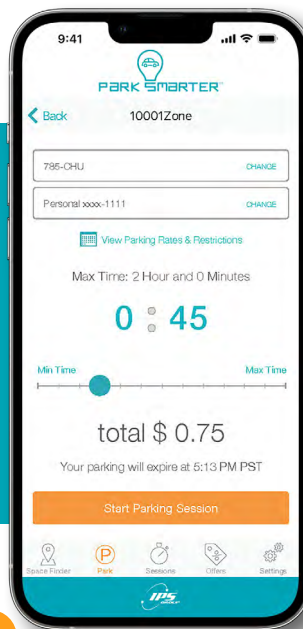 9:41
PARK SMARTER™
Back 10001Zone
785-CHU CHANGE
Personal xxxx-1111 CHANGE
View Parking Rates & Restrictions
Max Time: 2 Hour and 0 Minutes
0 : 45
Min Time Max Time
total $ 0.75
Your parking will expire at 5:13 PM PST
Start Parking Session
Space Finder Park Sessions Offers Settings
IPS
GROUP